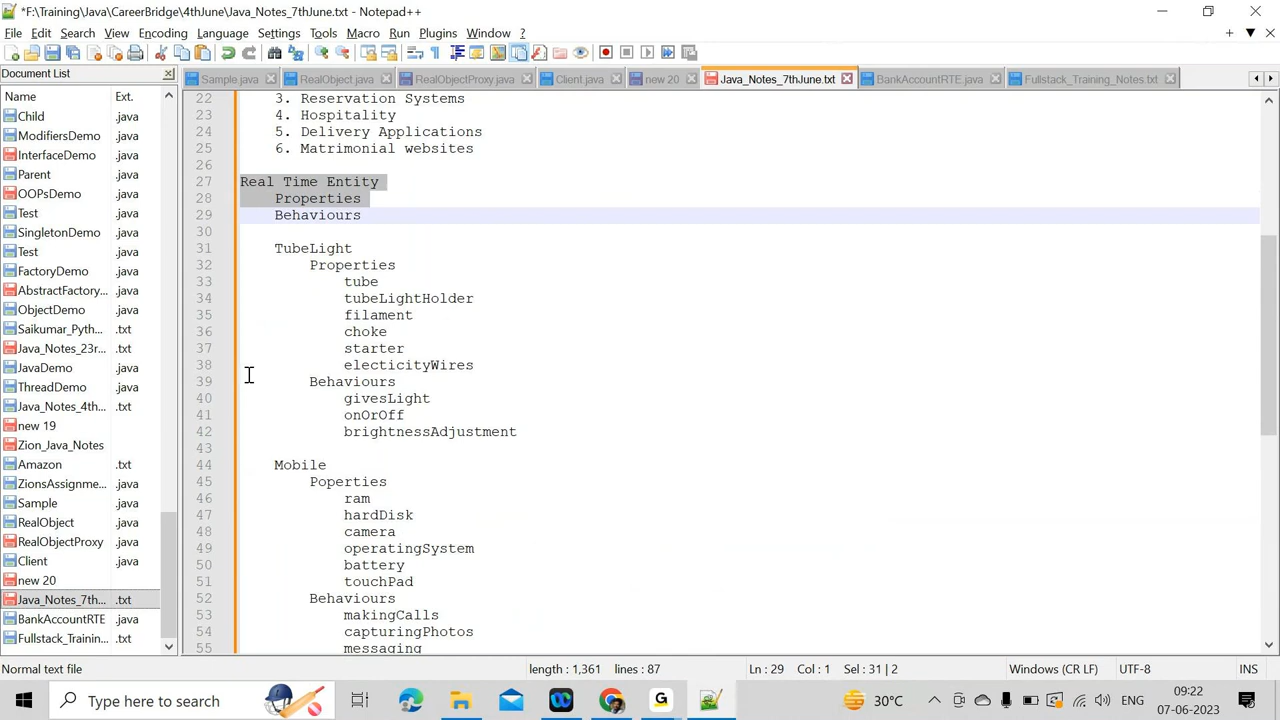 *F:\Training\Java\CareerBridge\4thJune\Java_Notes_7thJune.txt - Notepad++
File Edit Search View Encoding Language Settings Tools Macro Run Plugins Window ?
Document List
Sample.java RealObject.java RealObjectProxy.java Client.java new 20 Java_Notes_7thJune.txt BankAccountRTE.java Fullstack_Training_Notes.txt
Name Ext.
Child .java
ModifiersDemo .java
InterfaceDemo .java
Parent .java
OOPsDemo .java
Test .java
SingletonDemo .java
Test .java
FactoryDemo .java
AbstractFactory... .java
ObjectDemo .java
Saikumar_Pyth... .txt
Java_Notes_23r... .txt
JavaDemo .java
ThreadDemo .java
Java_Notes_4th... .txt
new 19
Zion_Java_Notes
Amazon .txt
ZionsAssignme... .java
Sample .java
RealObject .java
RealObjectProxy .java
Client .java
new 20
Java_Notes_7th... .txt
BankAccountRTE .java
Fullstack_Trainin... .txt
22 3. Reservation Systems
23 4. Hospitality
24 5. Delivery Applications
25 6. Matrimonial websites
26
27 Real Time Entity
28 Properties
29 Behaviours
30
31 TubeLight
32 Properties
33 tube
34 tubeLightHolder
35 filament
36 choke
37 starter
38 electicityWires
39 Behaviours
40 givesLight
41 onOrOff
42 brightnessAdjustment
43
44 Mobile
45 Poperties
46 ram
47 hardDisk
48 camera
49 operatingSystem
50 battery
51 touchPad
52 Behaviours
53 makingCalls
54 capturingPhotos
55 messaging
Normal text file length : 1,361 lines : 87 Ln : 29 Col : 1 Sel : 31 | 2 Windows (CR LF) UTF-8 INS
Type here to search 30°C ENG 09:22
07-06-2023